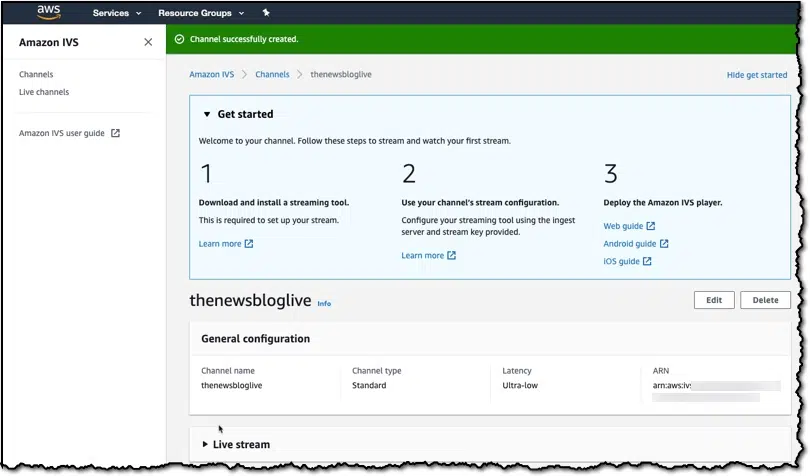 aws
Services
Resource Groups
Amazon IVS
Channels
Live channels
Amazon IVS user guide
Channel successfully created.
Amazon IVS > Channels > thenewsbloglive
Hide get started
Get started
Welcome to your channel. Follow these steps to stream and watch your first stream.
1
Download and install a streaming tool.
This is required to set up your stream.
Learn more
2
Use your channel's stream configuration.
Configure your streaming tool using the ingest
server and stream key provided.
Learn more
3
Deploy the Amazon IVS player.
Web guide
Android guide
iOS guide
thenewsbloglive Info
Edit
Delete
General configuration
Channel name
thenewsbloglive
Channel type
Standard
Latency
Ultra-low
ARN
arn:aws:ivs
Live stream